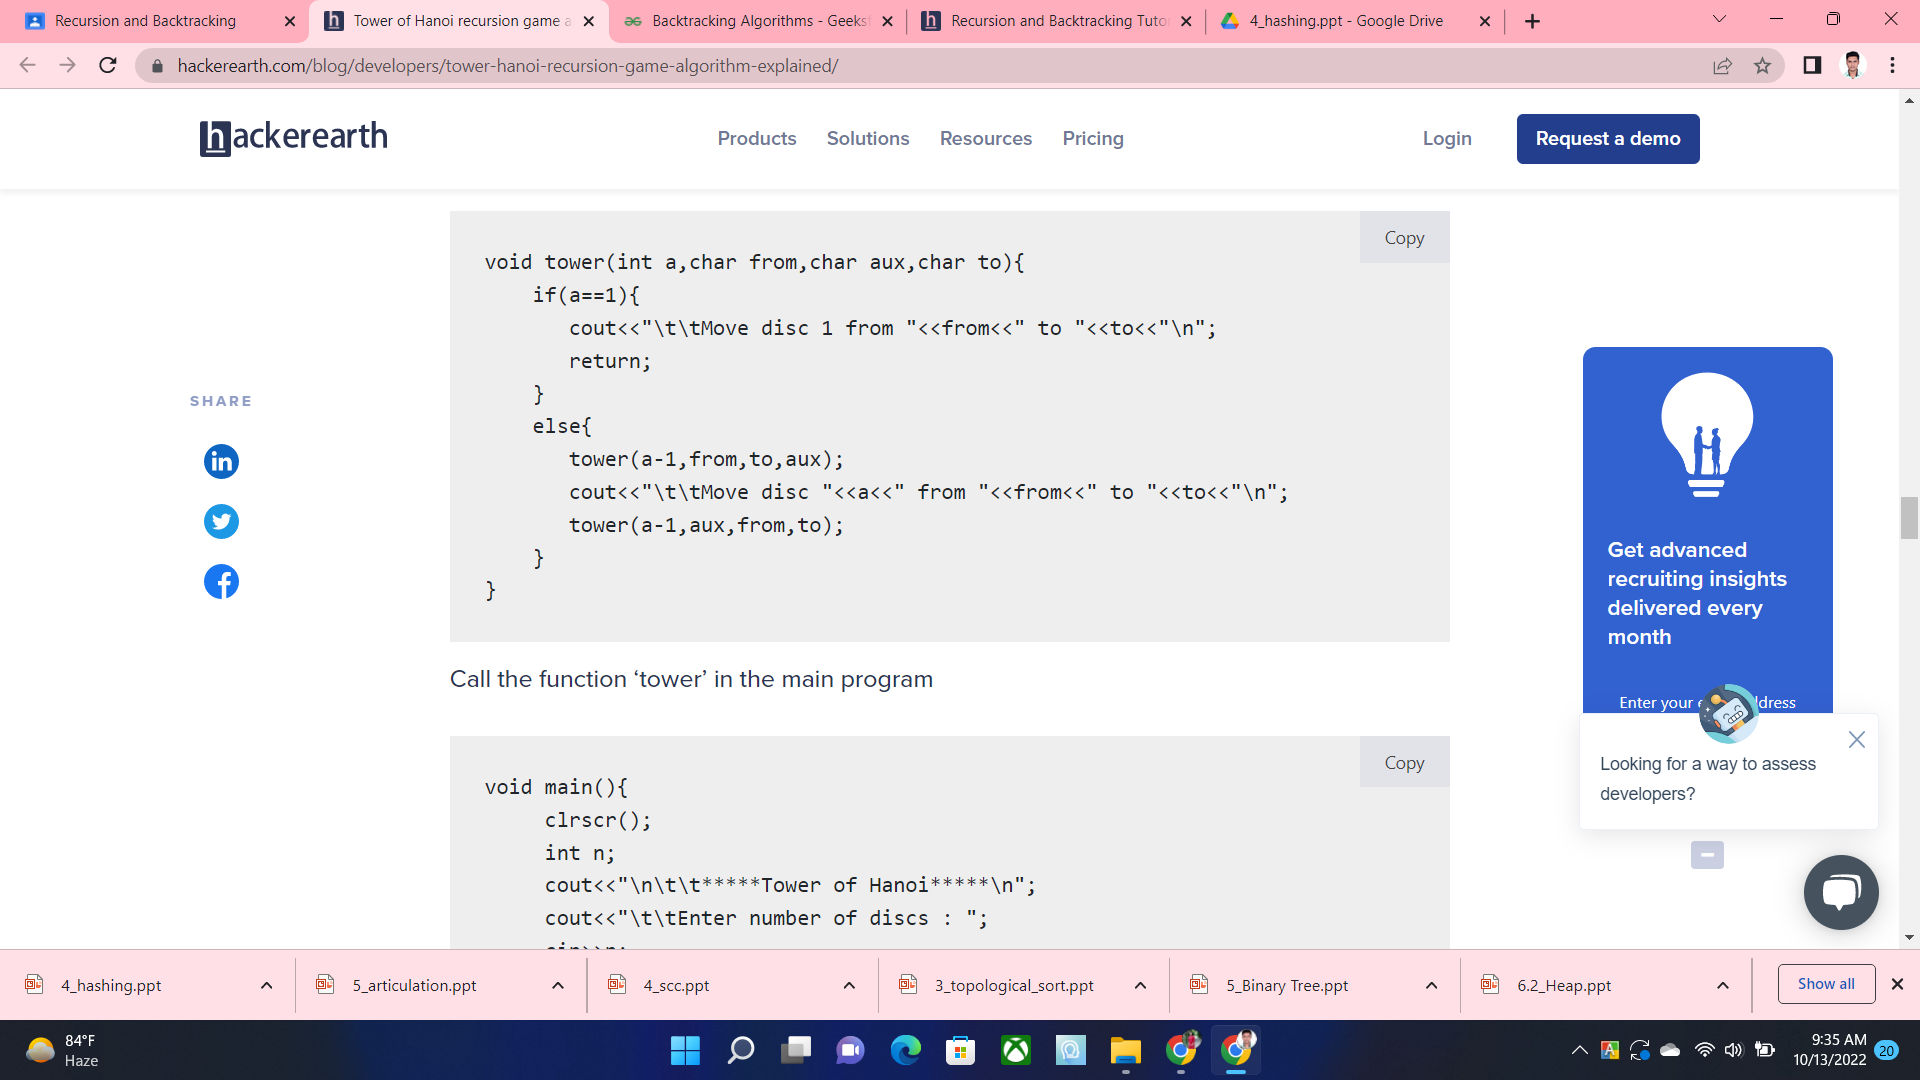 Recursion and Backtracking
Tower of Hanoi recursion game a
Backtracking Algorithms - Geeksf
Recursion and Backtracking Tuto
4_hashing.ppt - Google Drive
hackerearth.com/blog/developers/tower-hanoi-recursion-game-algorithm-explained/
hackerearth
Products
Solutions
Resources
Pricing
Login
Request a demo
Copy
void tower(int a,char from,char aux,char to){
    if(a==1){
       cout<<"\t\tMove disc 1 from "<<from<<" to "<<to<<"\n";
       return;
    }
    else{
       tower(a-1,from,to,aux);
       cout<<"\t\tMove disc "<<a<<" from "<<from<<" to "<<to<<"\n";
       tower(a-1,aux,from,to);
    }
}
SHARE
Call the function ‘tower’ in the main program
Copy
void main(){
     clrscr();
     int n;
     cout<<"\n\t\t*****Tower of Hanoi*****\n";
     cout<<"\t\tEnter number of discs : ";
     cin>>n;
Get advanced
recruiting insights
delivered every
month
Enter your e dress
Looking for a way to assess
developers?
4_hashing.ppt
5_articulation.ppt
4_scc.ppt
3_topological_sort.ppt
5_Binary Tree.ppt
6.2_Heap.ppt
Show all
84°F
Haze
9:35 AM
10/13/2022
20